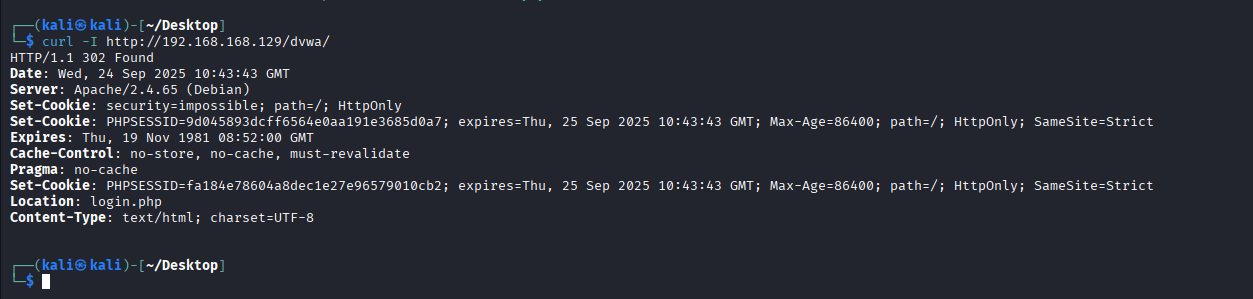 ┌──(kali㉿kali)-[~/Desktop]
└─$ curl -I http://192.168.168.129/dvwa/
HTTP/1.1 302 Found
Date: Wed, 24 Sep 2025 10:43:43 GMT
Server: Apache/2.4.65 (Debian)
Set-Cookie: security=impossible; path=/; HttpOnly
Set-Cookie: PHPSESSID=9d045893dcff6564e0aa191e3685d0a7; expires=Thu, 25 Sep 2025 10:43:43 GMT; Max-Age=86400; path=/; HttpOnly; SameSite=Strict
Expires: Thu, 19 Nov 1981 08:52:00 GMT
Cache-Control: no-store, no-cache, must-revalidate
Pragma: no-cache
Set-Cookie: PHPSESSID=fa184e78604a8dec1e27e96579010cb2; expires=Thu, 25 Sep 2025 10:43:43 GMT; Max-Age=86400; path=/; HttpOnly; SameSite=Strict
Location: login.php
Content-Type: text/html; charset=UTF-8
┌──(kali㉿kali)-[~/Desktop]
└─$